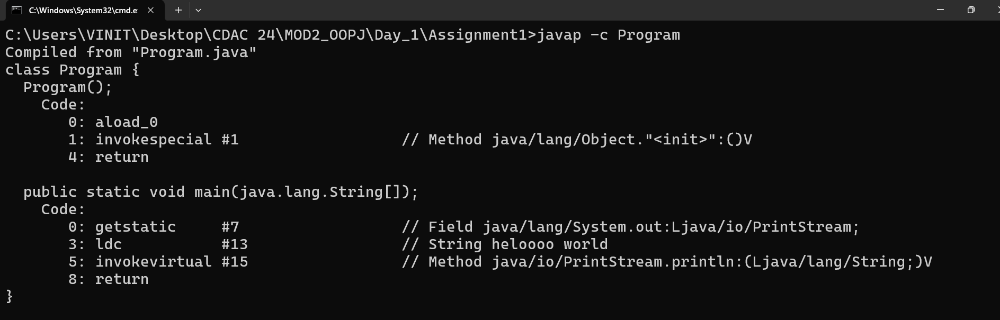 C:\Windows\System32\cmd.e
C:\Users\VINIT\Desktop\CDAC 24\MOD2_OOPJ\Day_1\Assignment1>javap -c Program
Compiled from "Program.java"
class Program {
  Program();
    Code:
       0: aload_0
       1: invokespecial #1                  // Method java/lang/Object."<init>":()V
       4: return

  public static void main(java.lang.String[]);
    Code:
       0: getstatic     #7                  // Field java/lang/System.out:Ljava/io/PrintStream;
       3: ldc           #13                 // String heloooo world
       5: invokevirtual #15                 // Method java/io/PrintStream.println:(Ljava/lang/String;)V
       8: return
}